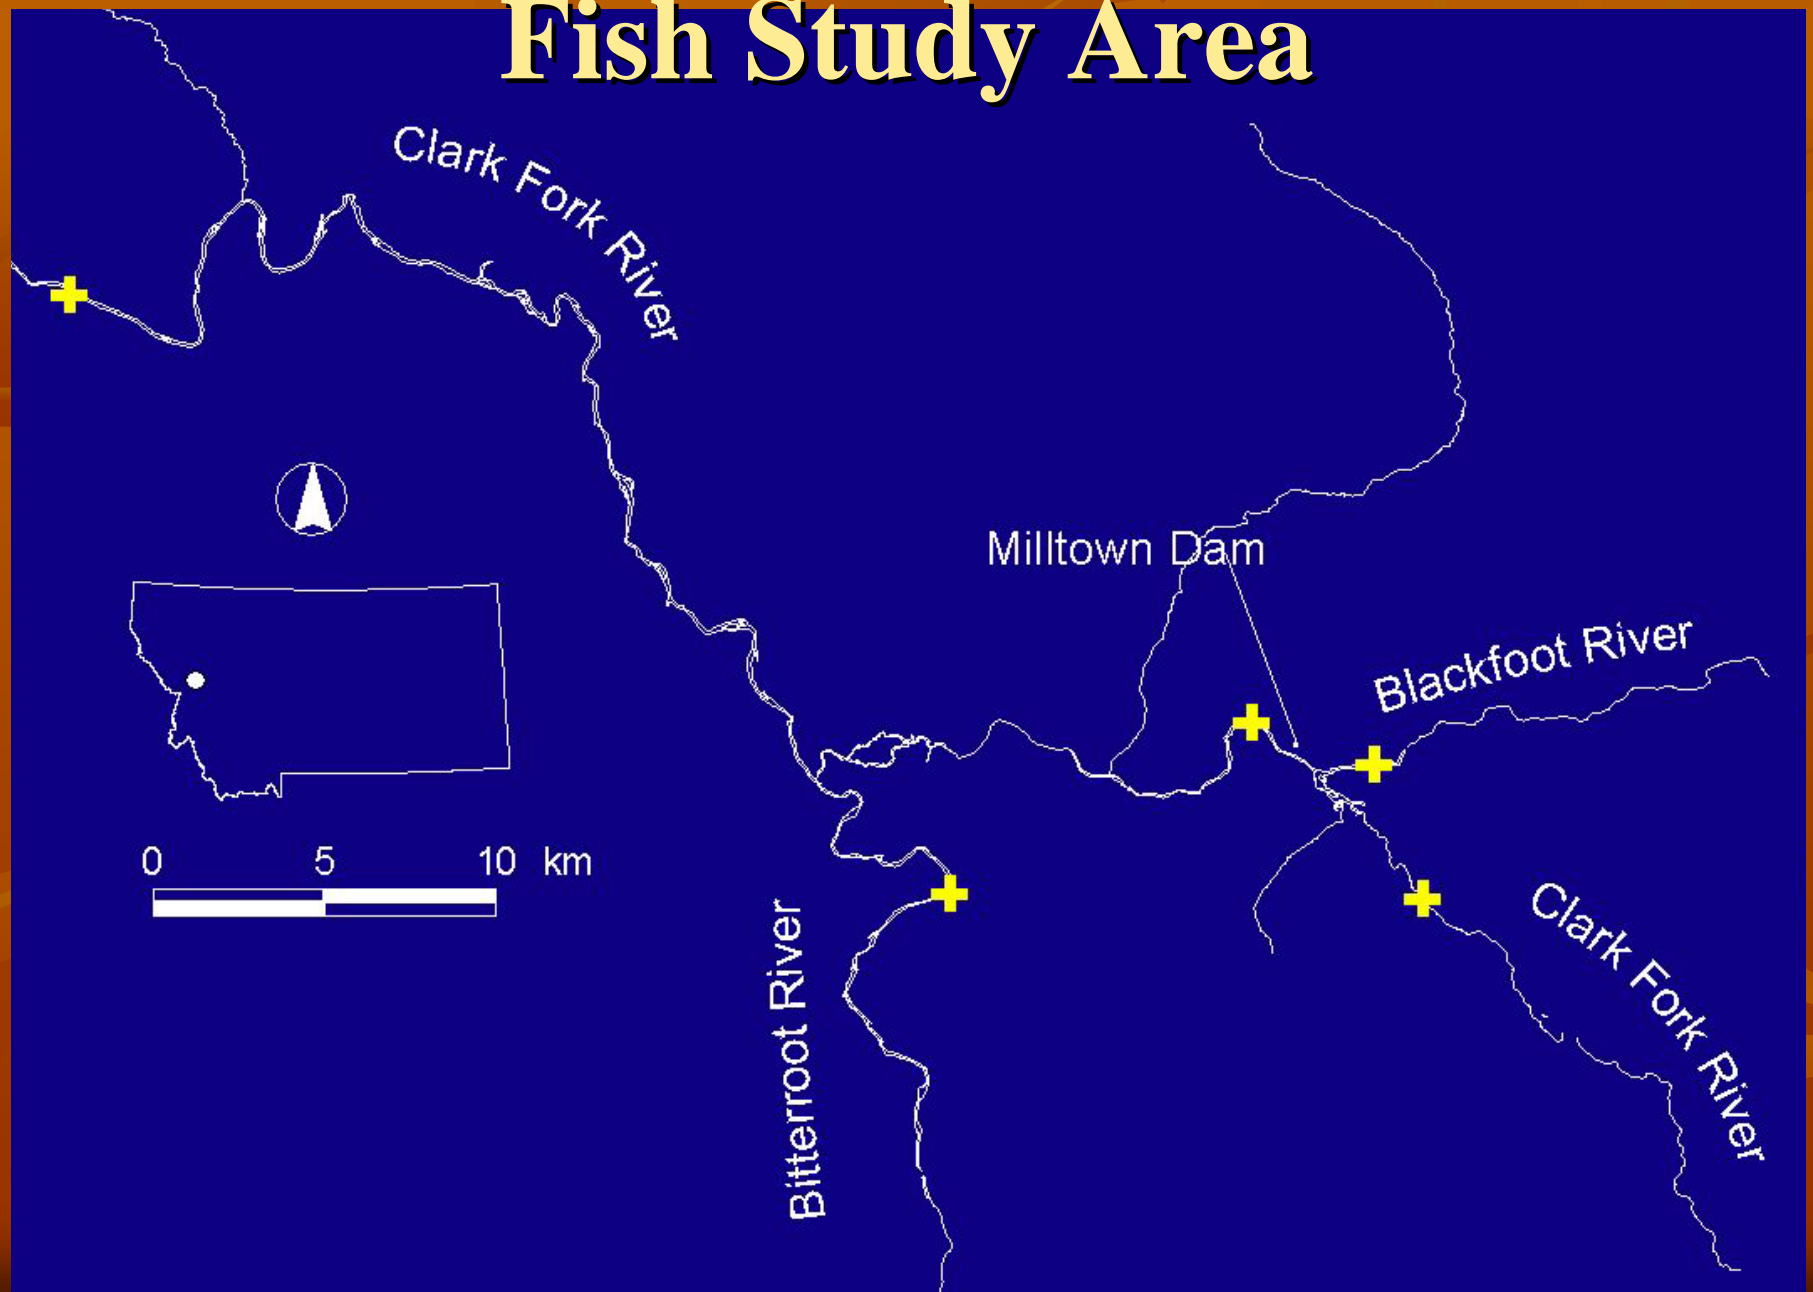 Fish Study Area
Clark Fork River
Milltown Dam
Blackfoot River
0 5 10 km
Bitterroot River
Clark Fork River